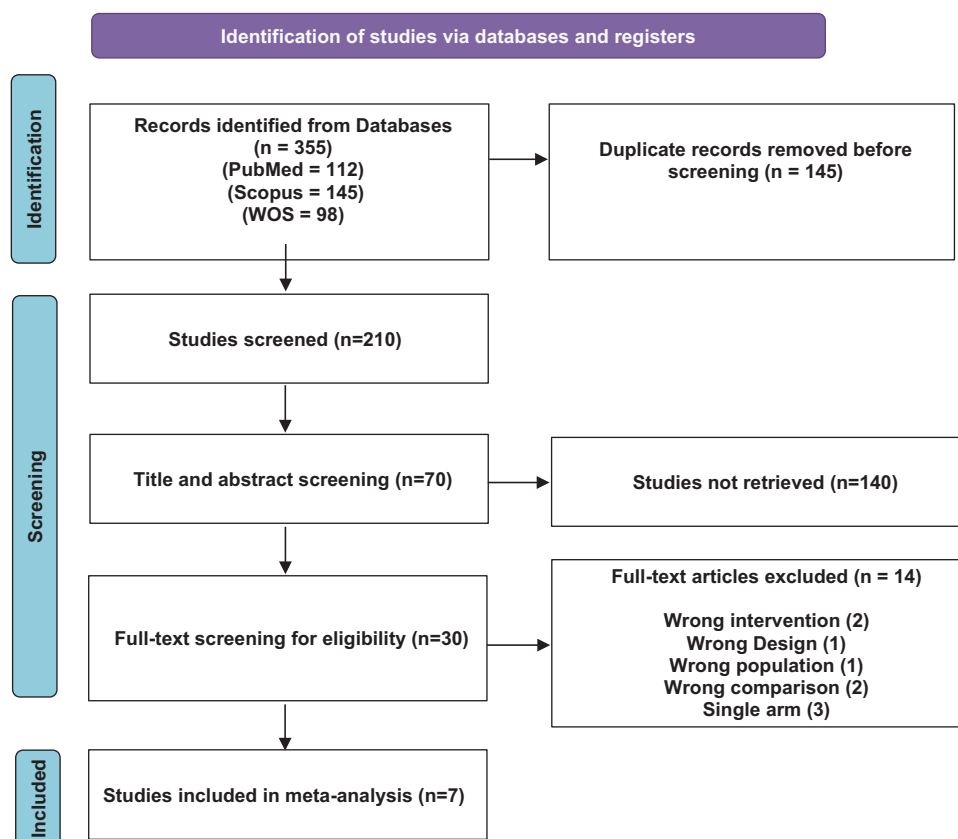 Identification of studies via databases and registers
Identification
Records identified from Databases
(n = 355)
(PubMed = 112)
(Scopus = 145)
(WOS = 98)
Duplicate records removed before
screening (n = 145)
Screening
Studies screened (n=210)
Title and abstract screening (n=70)
Studies not retrieved (n=140)
Full-text screening for eligibility (n=30)
Full-text articles excluded (n = 14)
Wrong intervention (2)
Wrong Design (1)
Wrong population (1)
Wrong comparison (2)
Single arm (3)
Included
Studies included in meta-analysis (n=7)